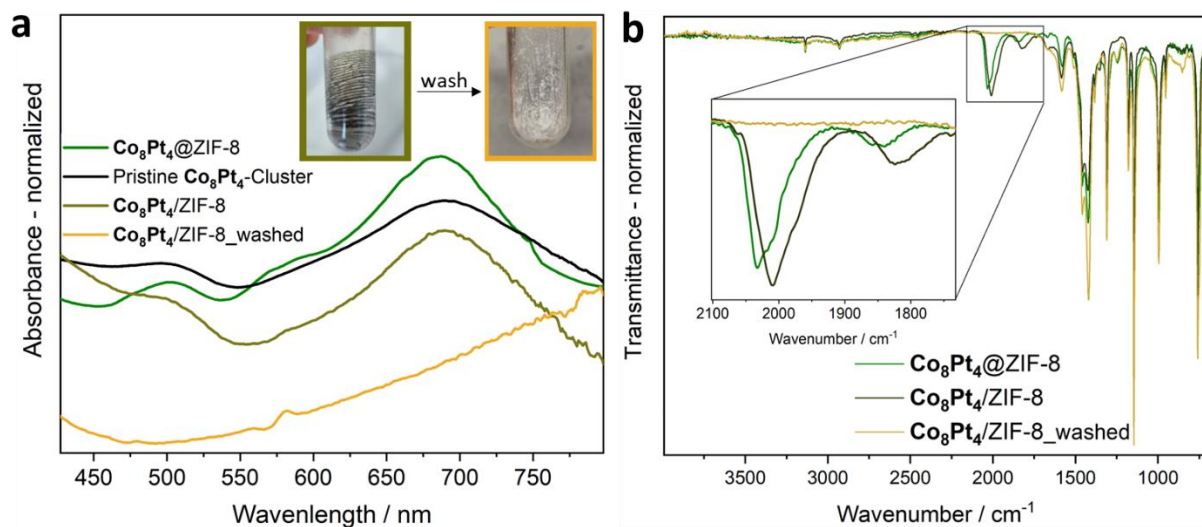 a
wash
Co₈Pt₄@ZIF-8
Pristine Co₈Pt₄-Cluster
Co₈Pt₄/ZIF-8
Co₈Pt₄/ZIF-8_washed
Absorbance - normalized
450 500 550 600 650 700 750
Wavenlength / nm
b
Transmittance - normalized
2100 2000 1900 1800
Wavenumber / cm⁻¹
Co₈Pt₄@ZIF-8
Co₈Pt₄/ZIF-8
Co₈Pt₄/ZIF-8_washed
3500 3000 2500 2000 1500 1000
Wavenumber / cm⁻¹